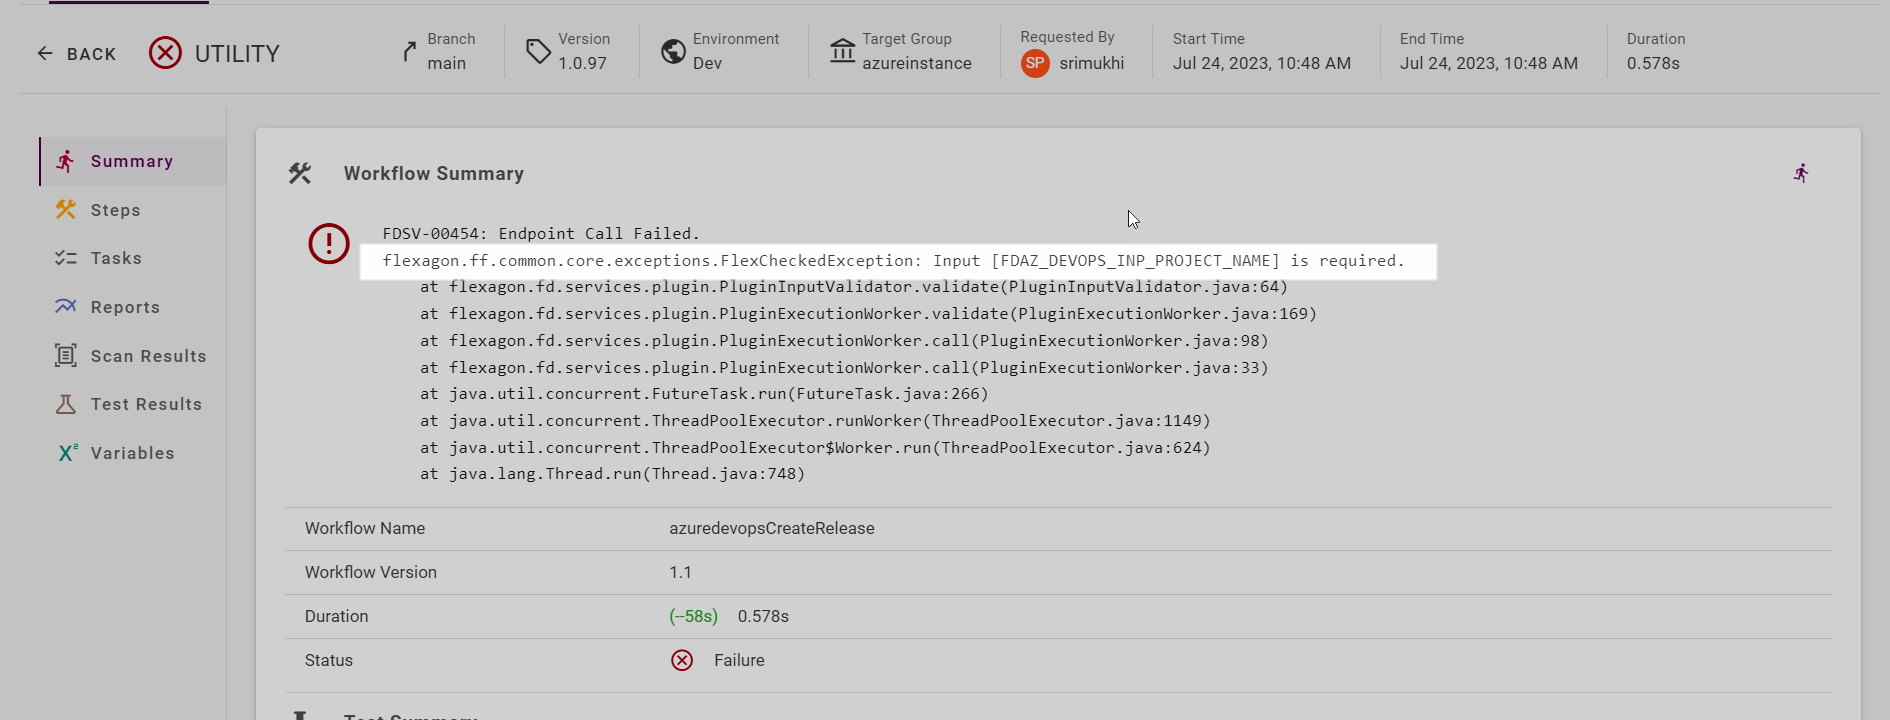 BACK
UTILITY
Branch
main
Version
1.0.97
Environment
Dev
Target Group
azureinstance
Requested By
SP srimukhi
Start Time
Jul 24, 2023, 10:48 AM
End Time
Jul 24, 2023, 10:48 AM
Duration
0.578s
Summary
Steps
Tasks
Reports
Scan Results
Test Results
X² Variables
Workflow Summary
FDSV-00454: Endpoint Call Failed.
flexagon.ff.common.core.exceptions.FlexCheckedException: Input [FDAZ_DEVOPS_INP_PROJECT_NAME] is required.
at flexagon.fd.services.plugin.PluginInputValidator.validate(PluginInputValidator.java:64)
at flexagon.fd.services.plugin.PluginExecutionWorker.validate(PluginExecutionWorker.java:169)
at flexagon.fd.services.plugin.PluginExecutionWorker.call(PluginExecutionWorker.java:98)
at flexagon.fd.services.plugin.PluginExecutionWorker.call(PluginExecutionWorker.java:33)
at java.util.concurrent.FutureTask.run(FutureTask.java:266)
at java.util.concurrent.ThreadPoolExecutor.runWorker(ThreadPoolExecutor.java:1149)
at java.util.concurrent.ThreadPoolExecutor$Worker.run(ThreadPoolExecutor.java:624)
at java.lang.Thread.run(Thread.java:748)
Workflow Name azuredevopsCreateRelease
Workflow Version 1.1
Duration (--58s) 0.578s
Status Failure
Test Summary